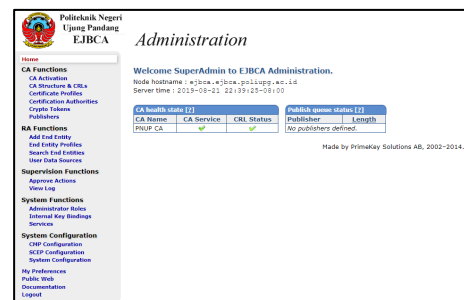 Politeknik Negeri
Ujung Pandang
EJBCA
Home
CA Functions
CA Activation
CA Structure & CRLs
Certificate Profiles
Certification Authorities
Crypto Tokens
Publishers
RA Functions
Add End Entity
End Entity Profiles
Search End Entities
User Data Sources
Supervision Functions
Approve Actions
View Log
System Functions
Administrator Roles
Internal Key Bindings
Services
System Configuration
CMP Configuration
SCEP Configuration
System Configuration
My Preferences
Public Web
Documentation
Logout
Administration
Welcome SuperAdmin to EJBCA Administration.
Node hostname : ejbca.ejbca.poliupg.ac.id
Server time : 2019-08-21 22:39:25-08:00
CA health state [?]
CA Name CA Service CRL Status
PNUP CA
Publish queue status [?]
Publisher Length
No publishers defined.
Made by PrimeKey Solutions AB, 2002–2014.